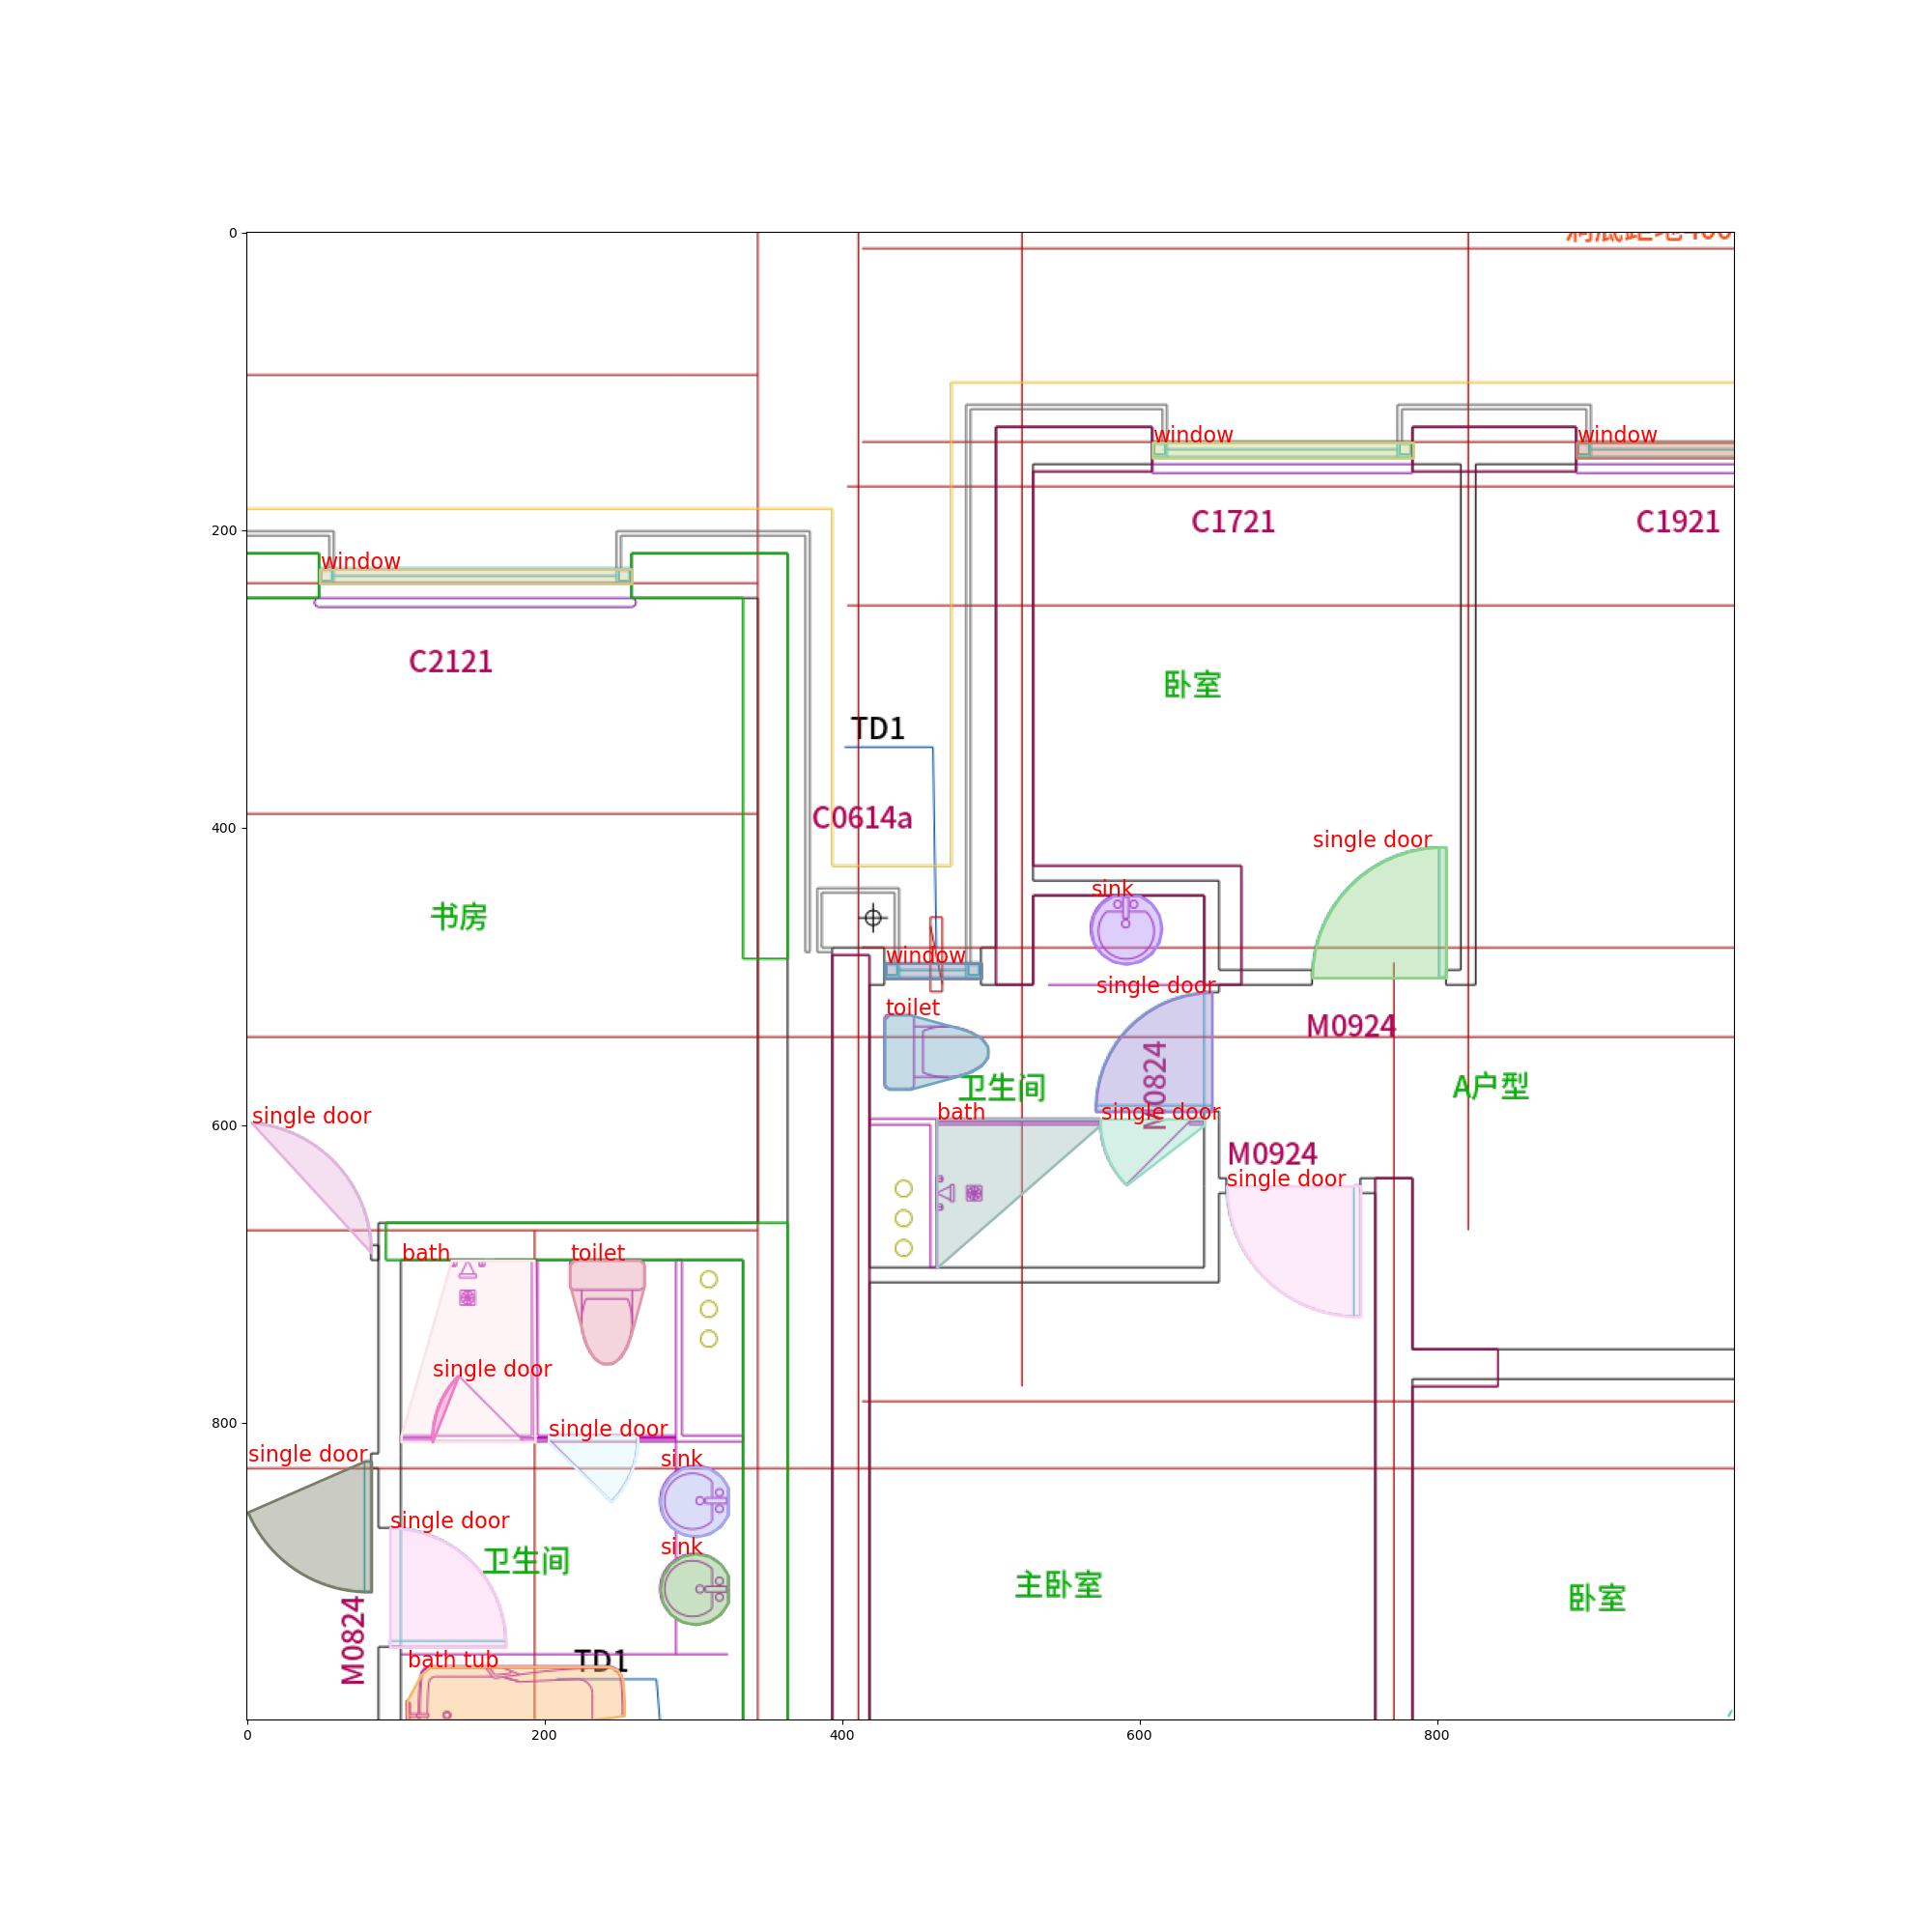 0
window
window
C1721
C1921
200
window
C2121
卧室
TD1
400
C0614a
single door
sink
书房
window
single door
toilet
M0924
M0824
卫生间
A户型
600
single door
bath
single door
M0924
single door
bath
toilet
single door
800
single door
single door
sink
single door
sink
卫生间
主卧室
卧室
M0824
TD1
bath tub
0
200
400
600
800